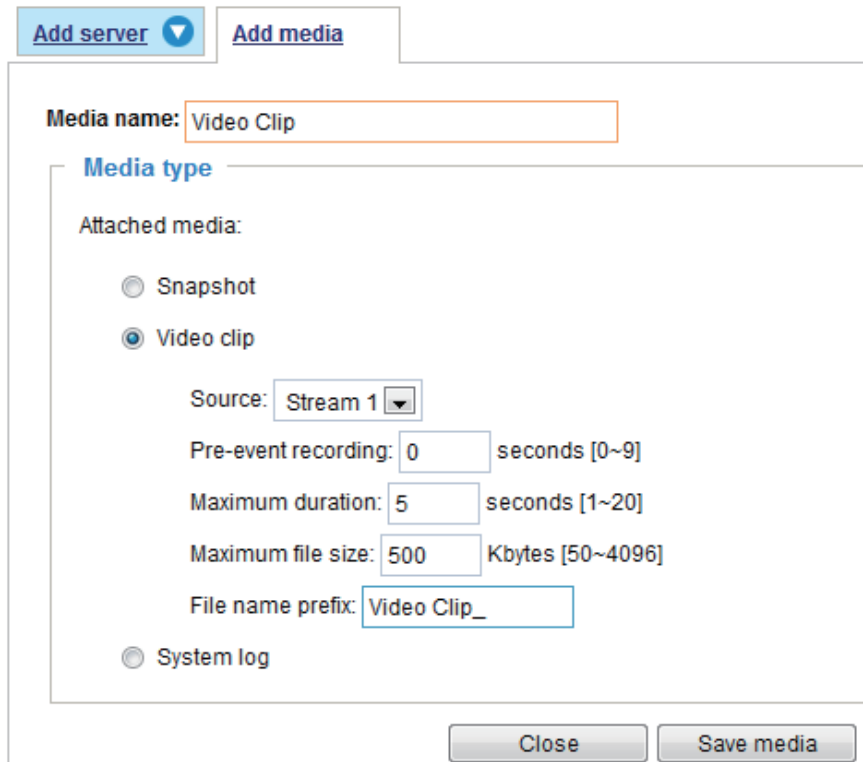 Add server Add media
Media name: Video Clip
Media type
Attached media:
Snapshot
Video clip
Source: Stream 1
Pre-event recording: 0 seconds [0~9]
Maximum duration: 5 seconds [1~20]
Maximum file size: 500 Kbytes [50~4096]
File name prefix: Video Clip_
System log
Close Save media